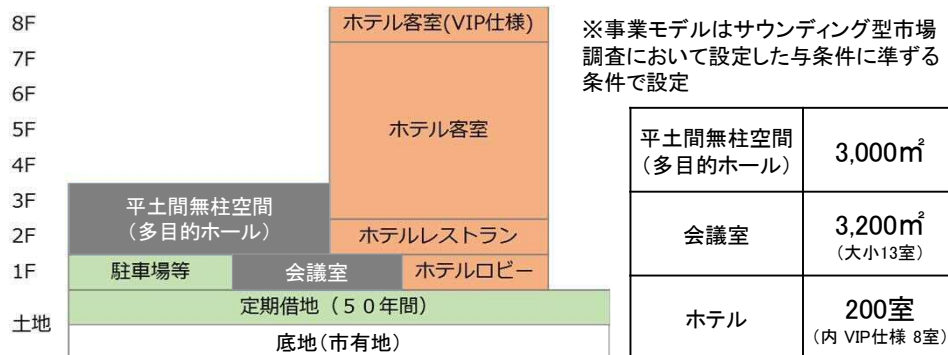 8F
ホテル客室(VIP仕様)
7F
6F
5F
ホテル客室
4F
3F
平土間無柱空間
(多目的ホール)
2F
ホテルレストラン
1F
駐車場等
会議室
ホテルロビー
土地
定期借地（５０年間）
底地(市有地)
※事業モデルはサウンディング型市場
調査において設定した与条件に準ずる
条件で設定
平土間無柱空間
(多目的ホール)
3,000㎡
会議室
3,200㎡
(大小13室)
ホテル
200室
(内 VIP仕様 8室)